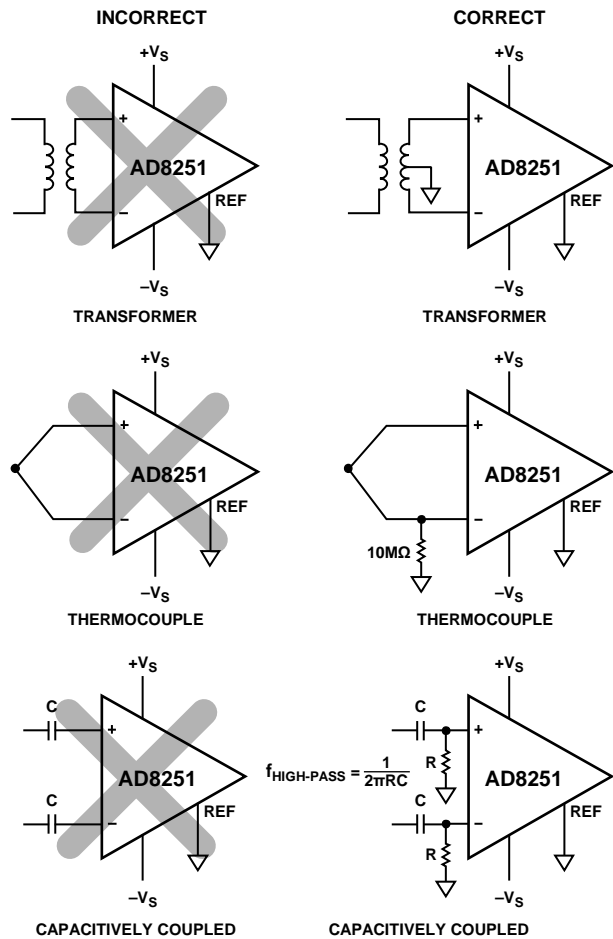 INCORRECT
CORRECT
+VS
+
AD8251
–
REF
–VS
TRANSFORMER
+VS
+
AD8251
–
REF
–VS
TRANSFORMER
+VS
+
AD8251
–
REF
–VS
THERMOCOUPLE
+VS
+
AD8251
–
10MΩ
REF
–VS
THERMOCOUPLE
+VS
C
+
AD8251
C
–
REF
–VS
CAPACITIVELY COUPLED
+VS
C
+
R
fHIGH-PASS = 1/2πRC
AD8251
C
–
R
REF
–VS
CAPACITIVELY COUPLED